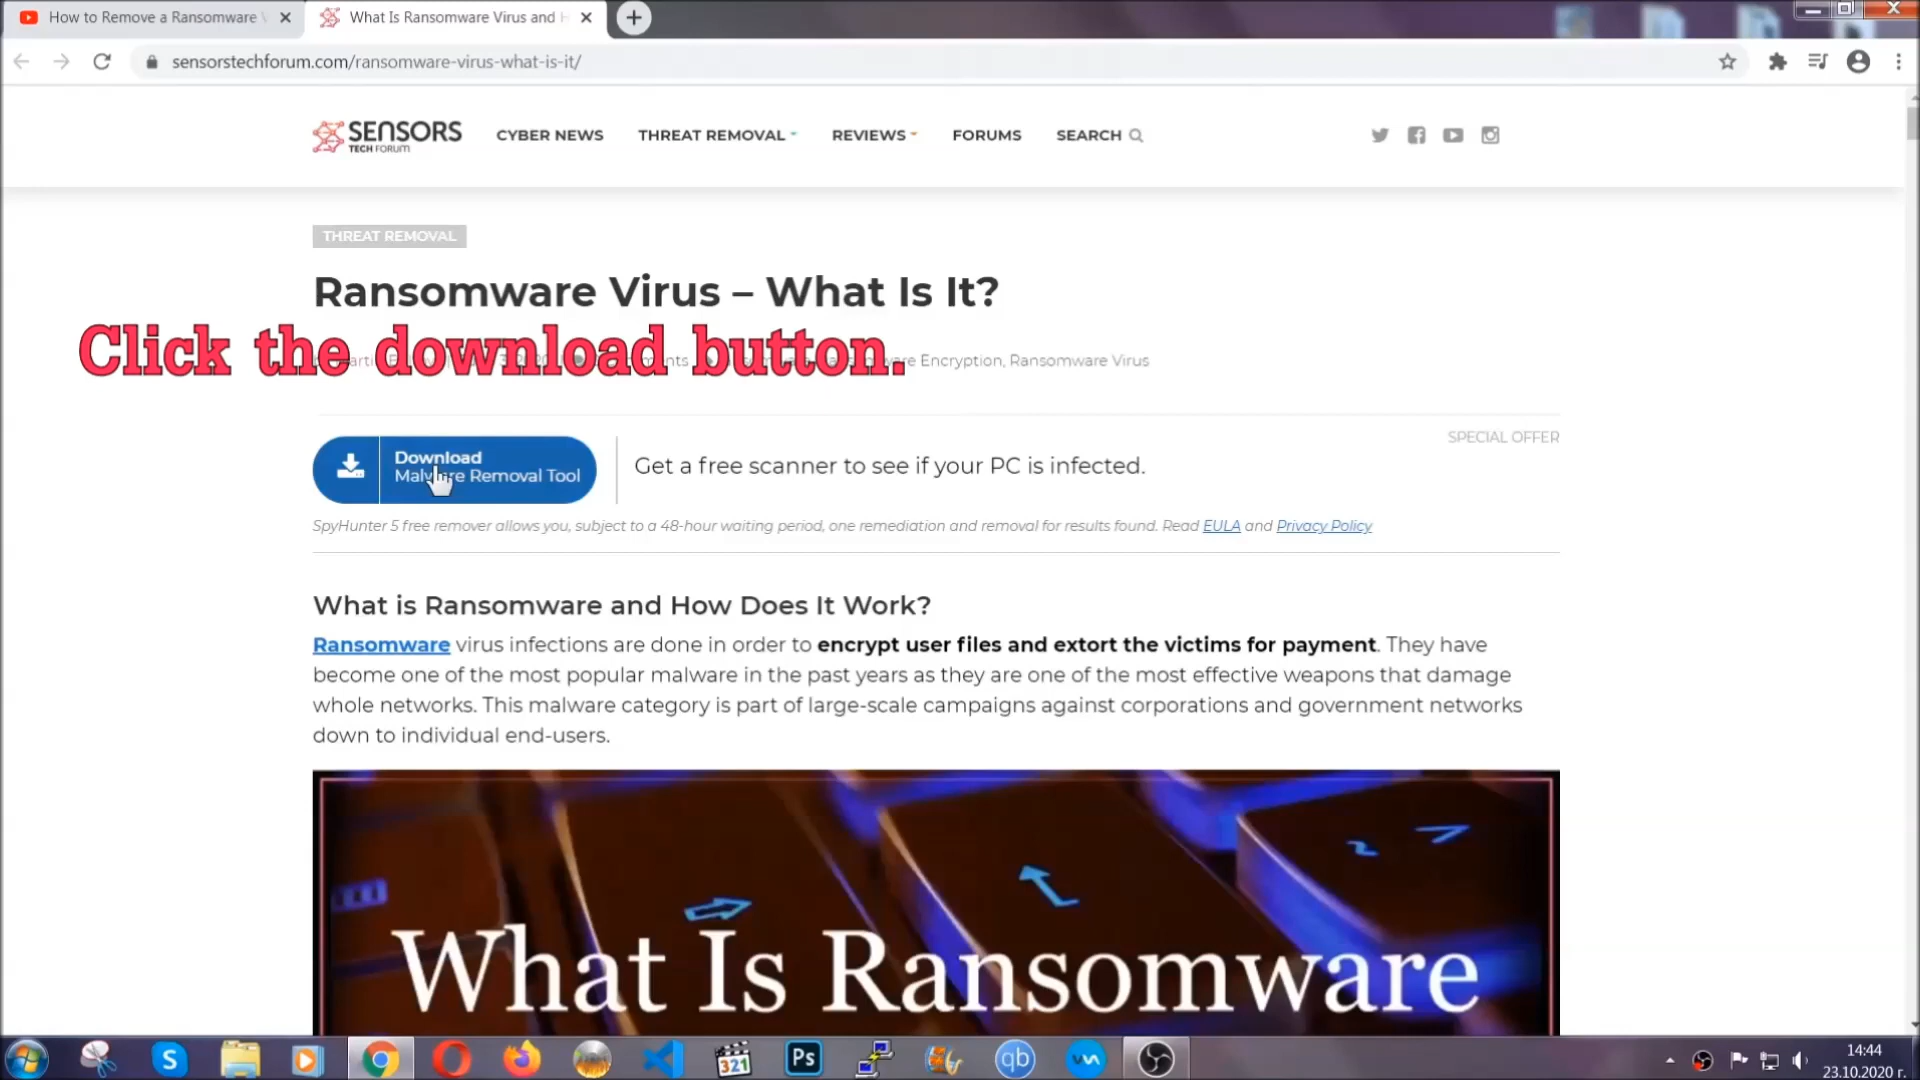 How to Remove a Ransomware
What Is Ransomware Virus and
sensorstechforum.com/ransomware-virus-what-is-it/
SENSORS
TECH FORUM
CYBER NEWS
THREAT REMOVAL
REVIEWS
FORUMS
SEARCH
THREAT REMOVAL
Ransomware Virus – What Is It?
Click the download button.
Encryption, Ransomware Virus
SPECIAL OFFER
Download
Malware Removal Tool
Get a free scanner to see if your PC is infected.
SpyHunter 5 free remover allows you, subject to a 48-hour waiting period, one remediation and removal for results found. Read EULA and Privacy Policy
What is Ransomware and How Does It Work?
Ransomware virus infections are done in order to encrypt user files and extort the victims for payment. They have
become one of the most popular malware in the past years as they are one of the most effective weapons that damage
whole networks. This malware category is part of large-scale campaigns against corporations and government networks
down to individual end-users.
What Is Ransomware
S
321
Ps
qb
14:44
23.10.2020 г.